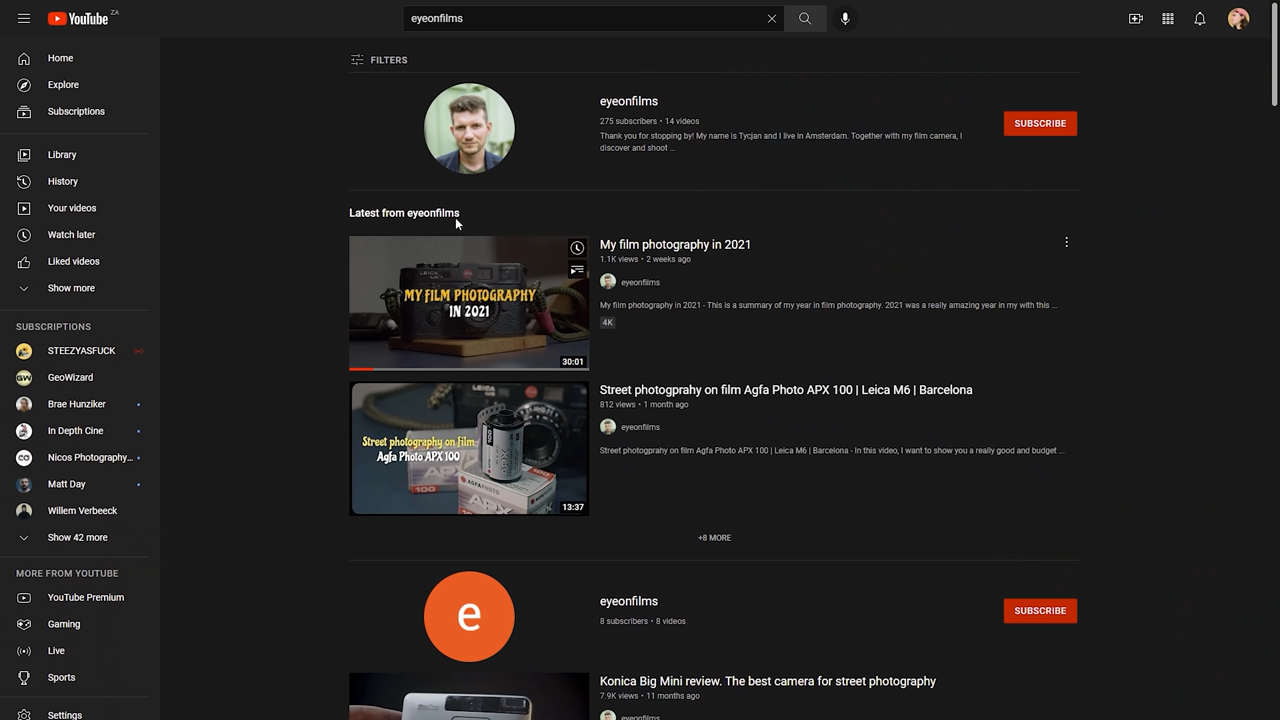 YouTube ZA
eyeonfilms
Home
Explore
Subscriptions
Library
History
Your videos
Watch later
Liked videos
Show more
SUBSCRIPTIONS
STEEZYASFUCK
GeoWizard
Brae Hunziker
In Depth Cine
Nicos Photography...
Matt Day
Willem Verbeeck
Show 42 more
MORE FROM YOUTUBE
YouTube Premium
Gaming
Live
Sports
Settings
FILTERS
eyeonfilms
275 subscribers • 14 videos
Thank you for stopping by! My name is Tycjan and I live in Amsterdam. Together with my film camera, I
discover and shoot ...
SUBSCRIBE
Latest from eyeonfilms
LEICA
MY FILM PHOTOGRAPHY
IN 2021
30:01
My film photography in 2021
1.1K views • 2 weeks ago
eyeonfilms
My film photography in 2021 - This is a summary of my year in film photography. 2021 was a really amazing year in my with this ...
4K
LEICA
Street photography on film
Agfa Photo APX 100
100
AGFAPHOTO
APX
100
13:37
Street photogprahy on film Agfa Photo APX 100 | Leica M6 | Barcelona
812 views • 1 month ago
eyeonfilms
Street photogprahy on film Agfa Photo APX 100 | Leica M6 | Barcelona - In this video, I want to show you a really good and budget ...
+8 MORE
e
eyeonfilms
8 subscribers • 8 videos
SUBSCRIBE
Konica Big Mini review. The best camera for street photography
7.9K views • 11 months ago
eyeonfilms